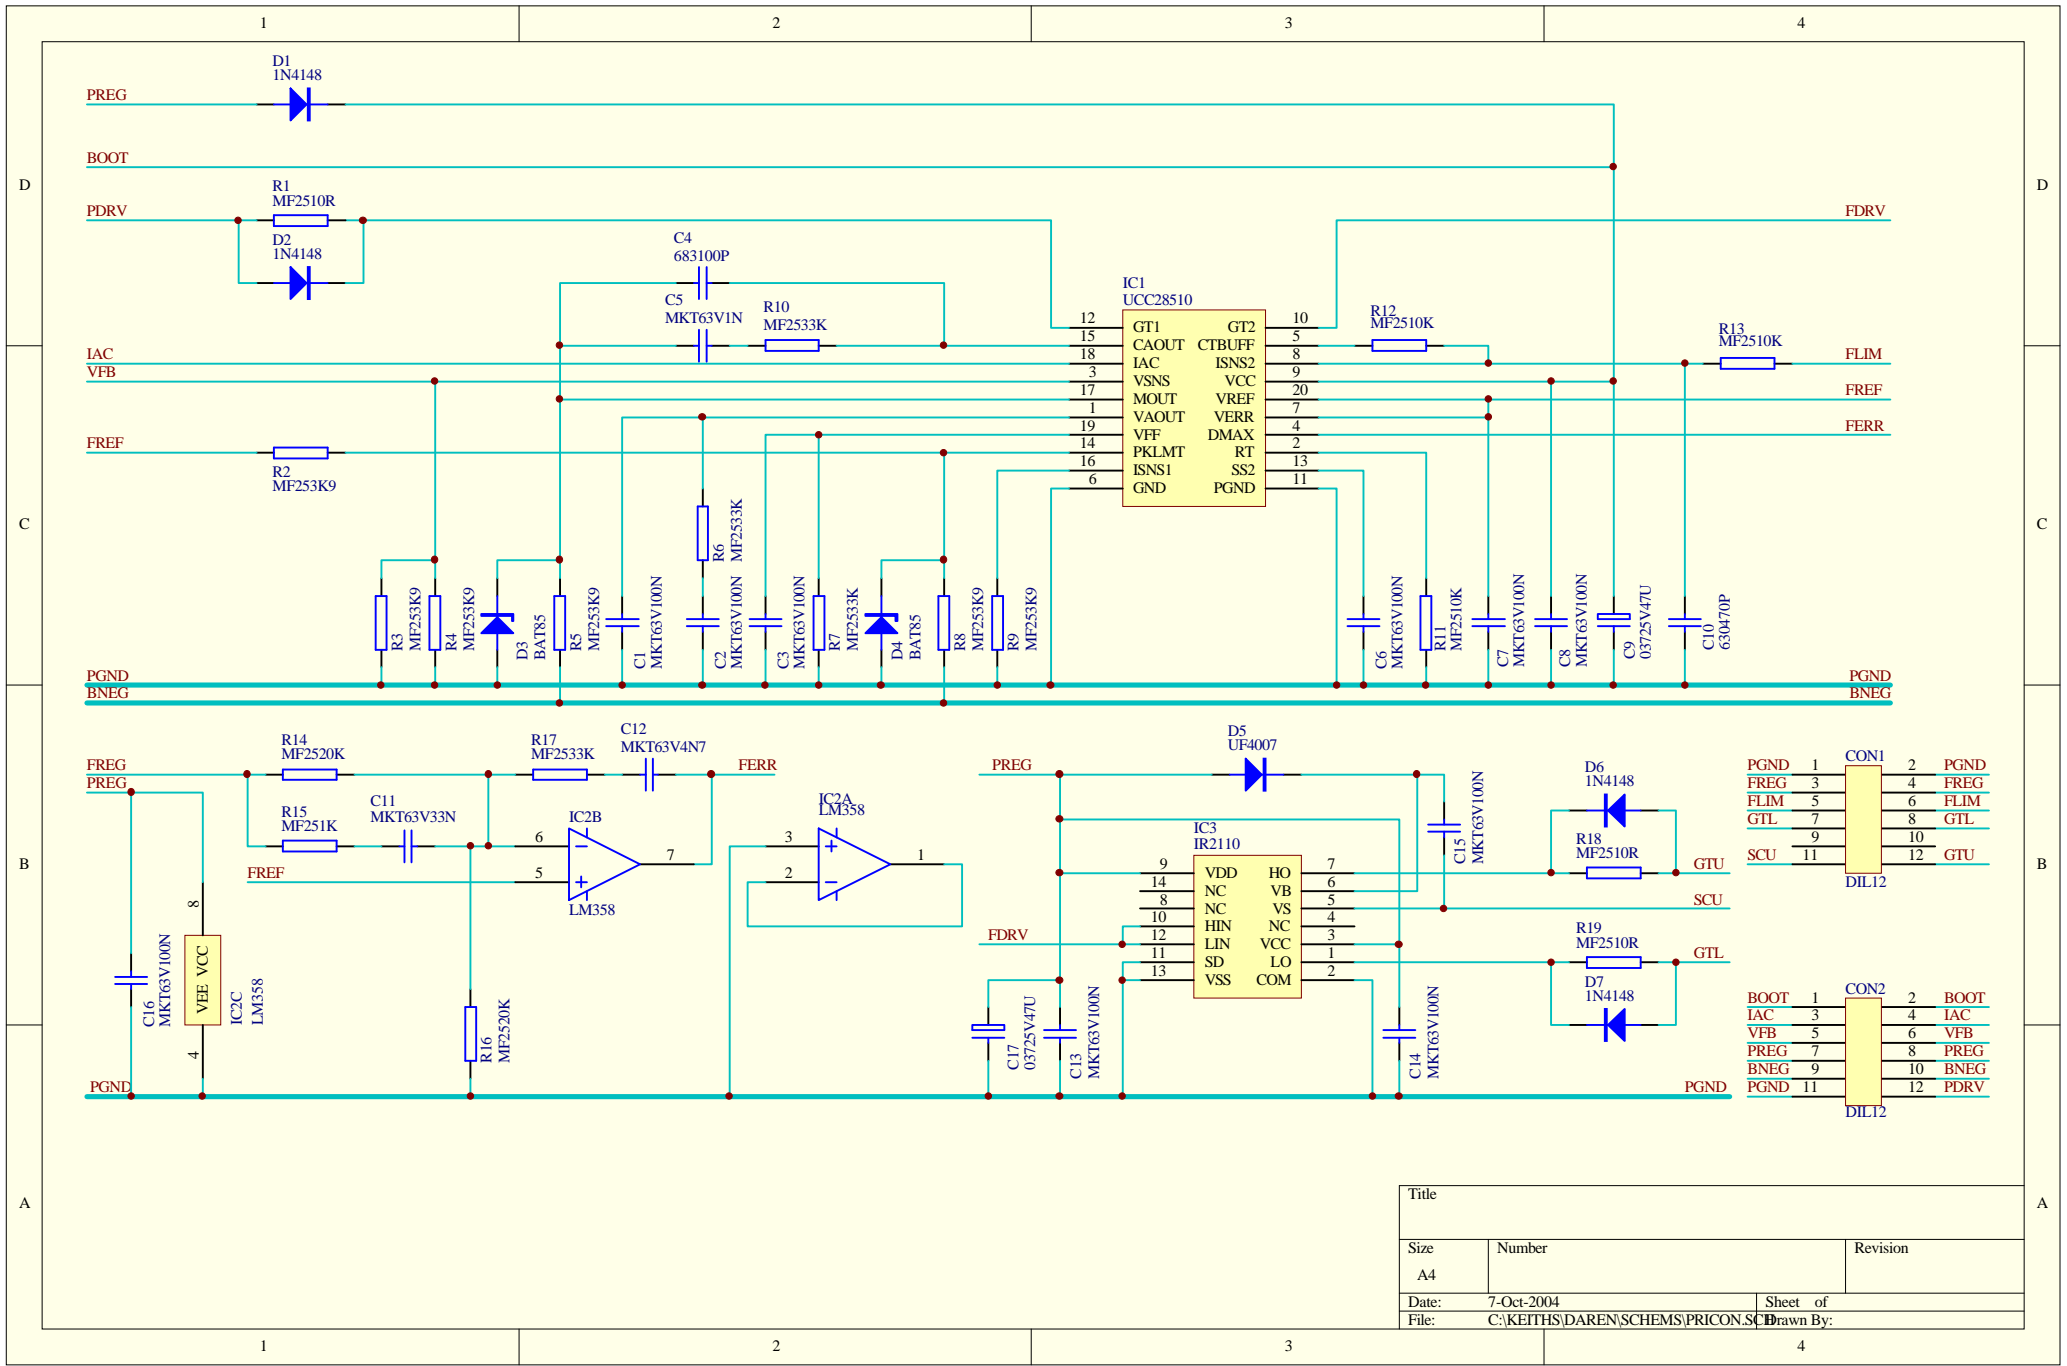 1 2 3 4
D D
C C
B B
A A
D1
1N4148
PREG
BOOT
R1
MF2510R
PDRV
D2
1N4148
FDRV
C4
683100P
C5
MKT63V1N
R10
MF2533K
IC1
UCC28510
12 GT1 GT2 10
15 CAOUT CTBUFF 5
18 IAC ISNS2 8
3 VSNS VCC 9
17 MOUT VREF 20
1 VAOUT VERR 7
19 VFF DMAX 4
14 PKLMT RT 2
16 ISNS1 SS2 13
6 GND PGND 11
R12
MF2510K
R13
MF2510K
IAC
VFB
FLIM
FREF
FERR
FREF
R2
MF253K9
R3
MF253K9
R4
MF253K9
D3
BAT85
R5
MF253K9
C1
MKT63V100N
R6
MF2533K
C2
MKT63V100N
C3
MKT63V100N
R7
MF2533K
D4
BAT85
R8
MF253K9
R9
MF253K9
C6
MKT63V100N
R11
MF2510K
C7
MKT63V100N
C8
MKT63V100N
C9
03725V47U
C10
630470P
PGND PGND
BNEG BNEG
FREG
PREG
R14
MF2520K
R15
MF251K
C11
MKT63V33N
R17
MF2533K
C12
MKT63V4N7
FERR
FREF
IC2B
6
5
7
LM358
IC2A
LM358
3
2
1
8
VEE VCC
4
IC2C
LM358
C16
MKT63V100N
R16
MF2520K
PGND PGND
PREG
D5
UF4007
C15
MKT63V100N
IC3
IR2110
9 VDD HO 7
14 NC VB 6
8 NC VS 5
10 HIN NC 4
12 LIN VCC 3
11 SD LO 1
13 VSS COM 2
FDRV
C17
03725V47U
C13
MKT63V100N
C14
MKT63V100N
D6
1N4148
R18
MF2510R
GTU
SCU
R19
MF2510R
GTL
D7
1N4148
CON1
PGND 1 2 PGND
FREG 3 4 FREG
FLIM 5 6 FLIM
GTL 7 8 GTL
9 10
SCU 11 12 GTU
DIL12
CON2
BOOT 1 2 BOOT
IAC 3 4 IAC
VFB 5 6 VFB
PREG 7 8 PREG
BNEG 9 10 BNEG
PGND 11 12 PDRV
DIL12
Title
Size Number Revision
A4
Date: 7-Oct-2004 Sheet of
File: C:\KEITHS\DAREN\SCHEMS\PRICON.SCH Drawn By:
1 2 3 4